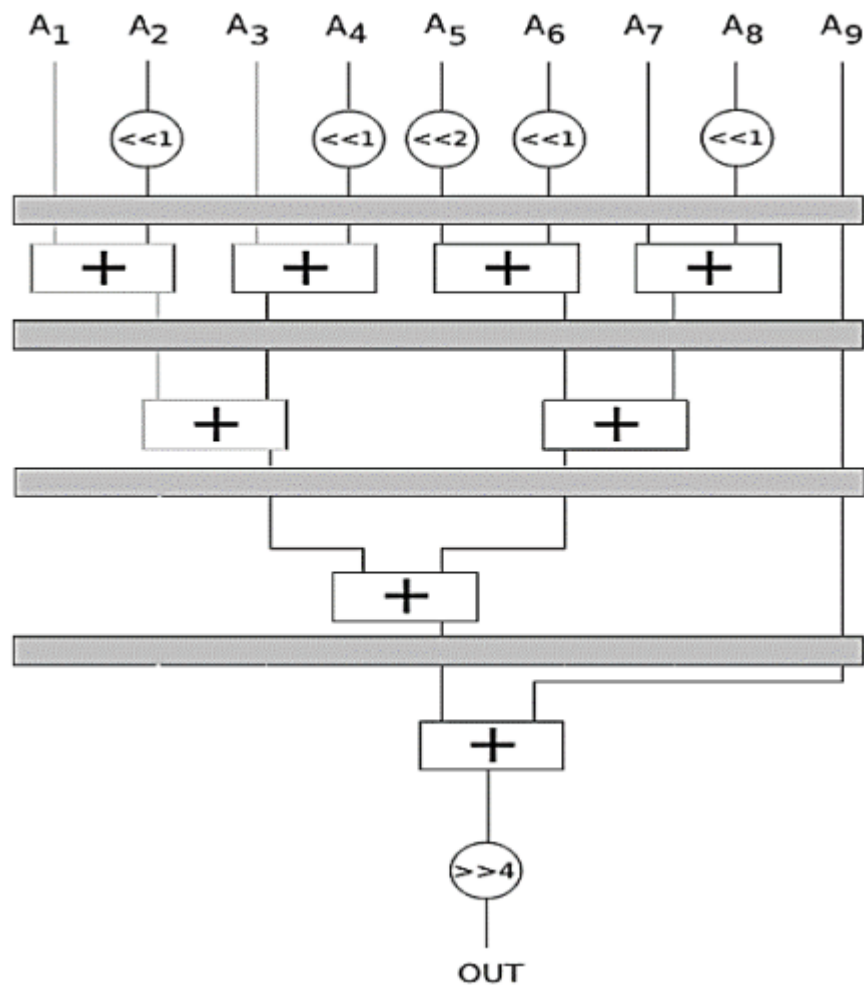 A1 A2 A3 A4 A5 A6 A7 A8 A9
<<1 <<1 <<2 <<1 <<1
+ + + +
+ +
+
+
>>4
OUT